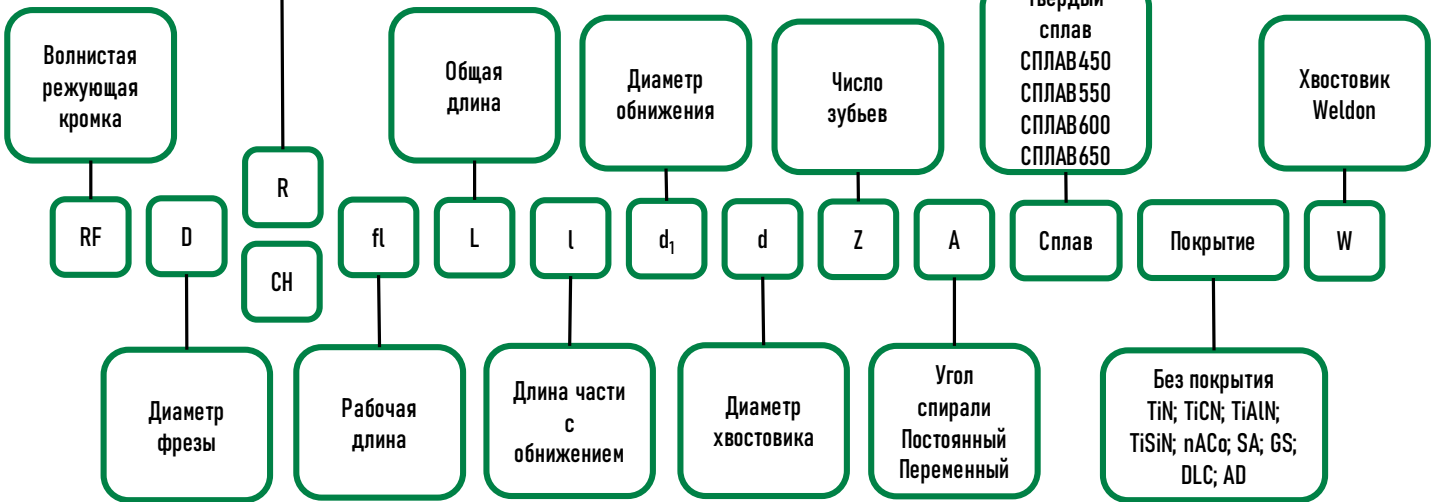 Твердый
сплав
СПЛАВ450
СПЛАВ550
СПЛАВ600
СПЛАВ650
Волнистая
режующая
кромка
Общая
длина
Диаметр
обнижения
Число
зубьев
Хвостовик
Weldon
R
RF
D
fl
L
l
d₁
d
Z
A
Сплав
Покрытие
W
CH
Диаметр
фрезы
Рабочая
длина
Длина части
с
обнижением
Диаметр
хвостовика
Угол
спирали
Постоянный
Переменный
Без покрытия
TiN; TiCN; TiAlN;
TiSiN; nACo; SA; GS;
DLC; AD